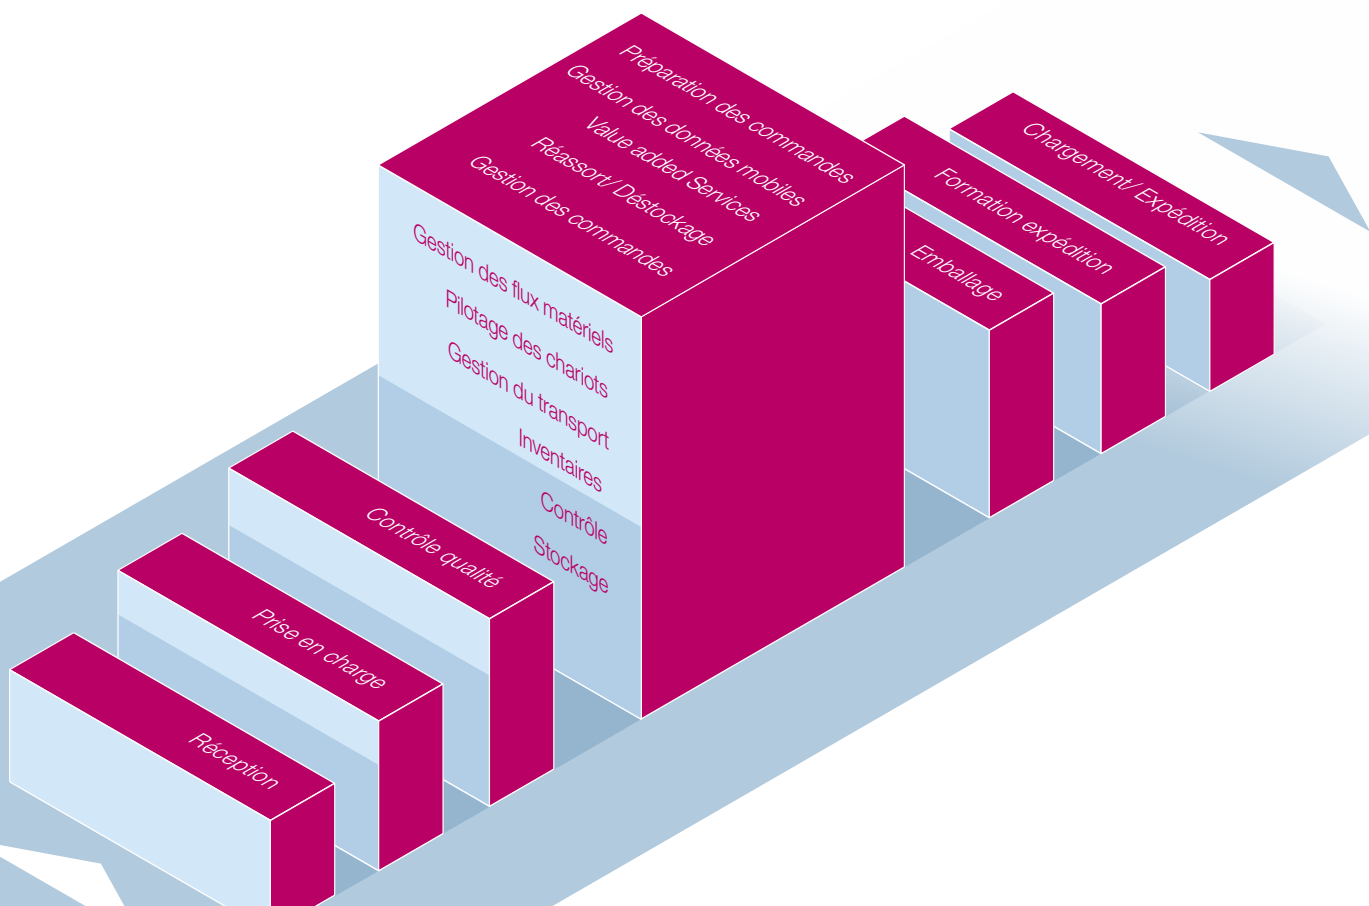 Préparation des commandes
Gestion des données mobiles
Value added Services
Réassort/Déstockage
Gestion des commandes
Gestion des flux matériels
Pilotage des chariots
Gestion du transport
Inventaires
Contrôle
Stockage
Chargement/Expédition
Formation expédition
Emballage
Contrôle qualité
Prise en charge
Réception